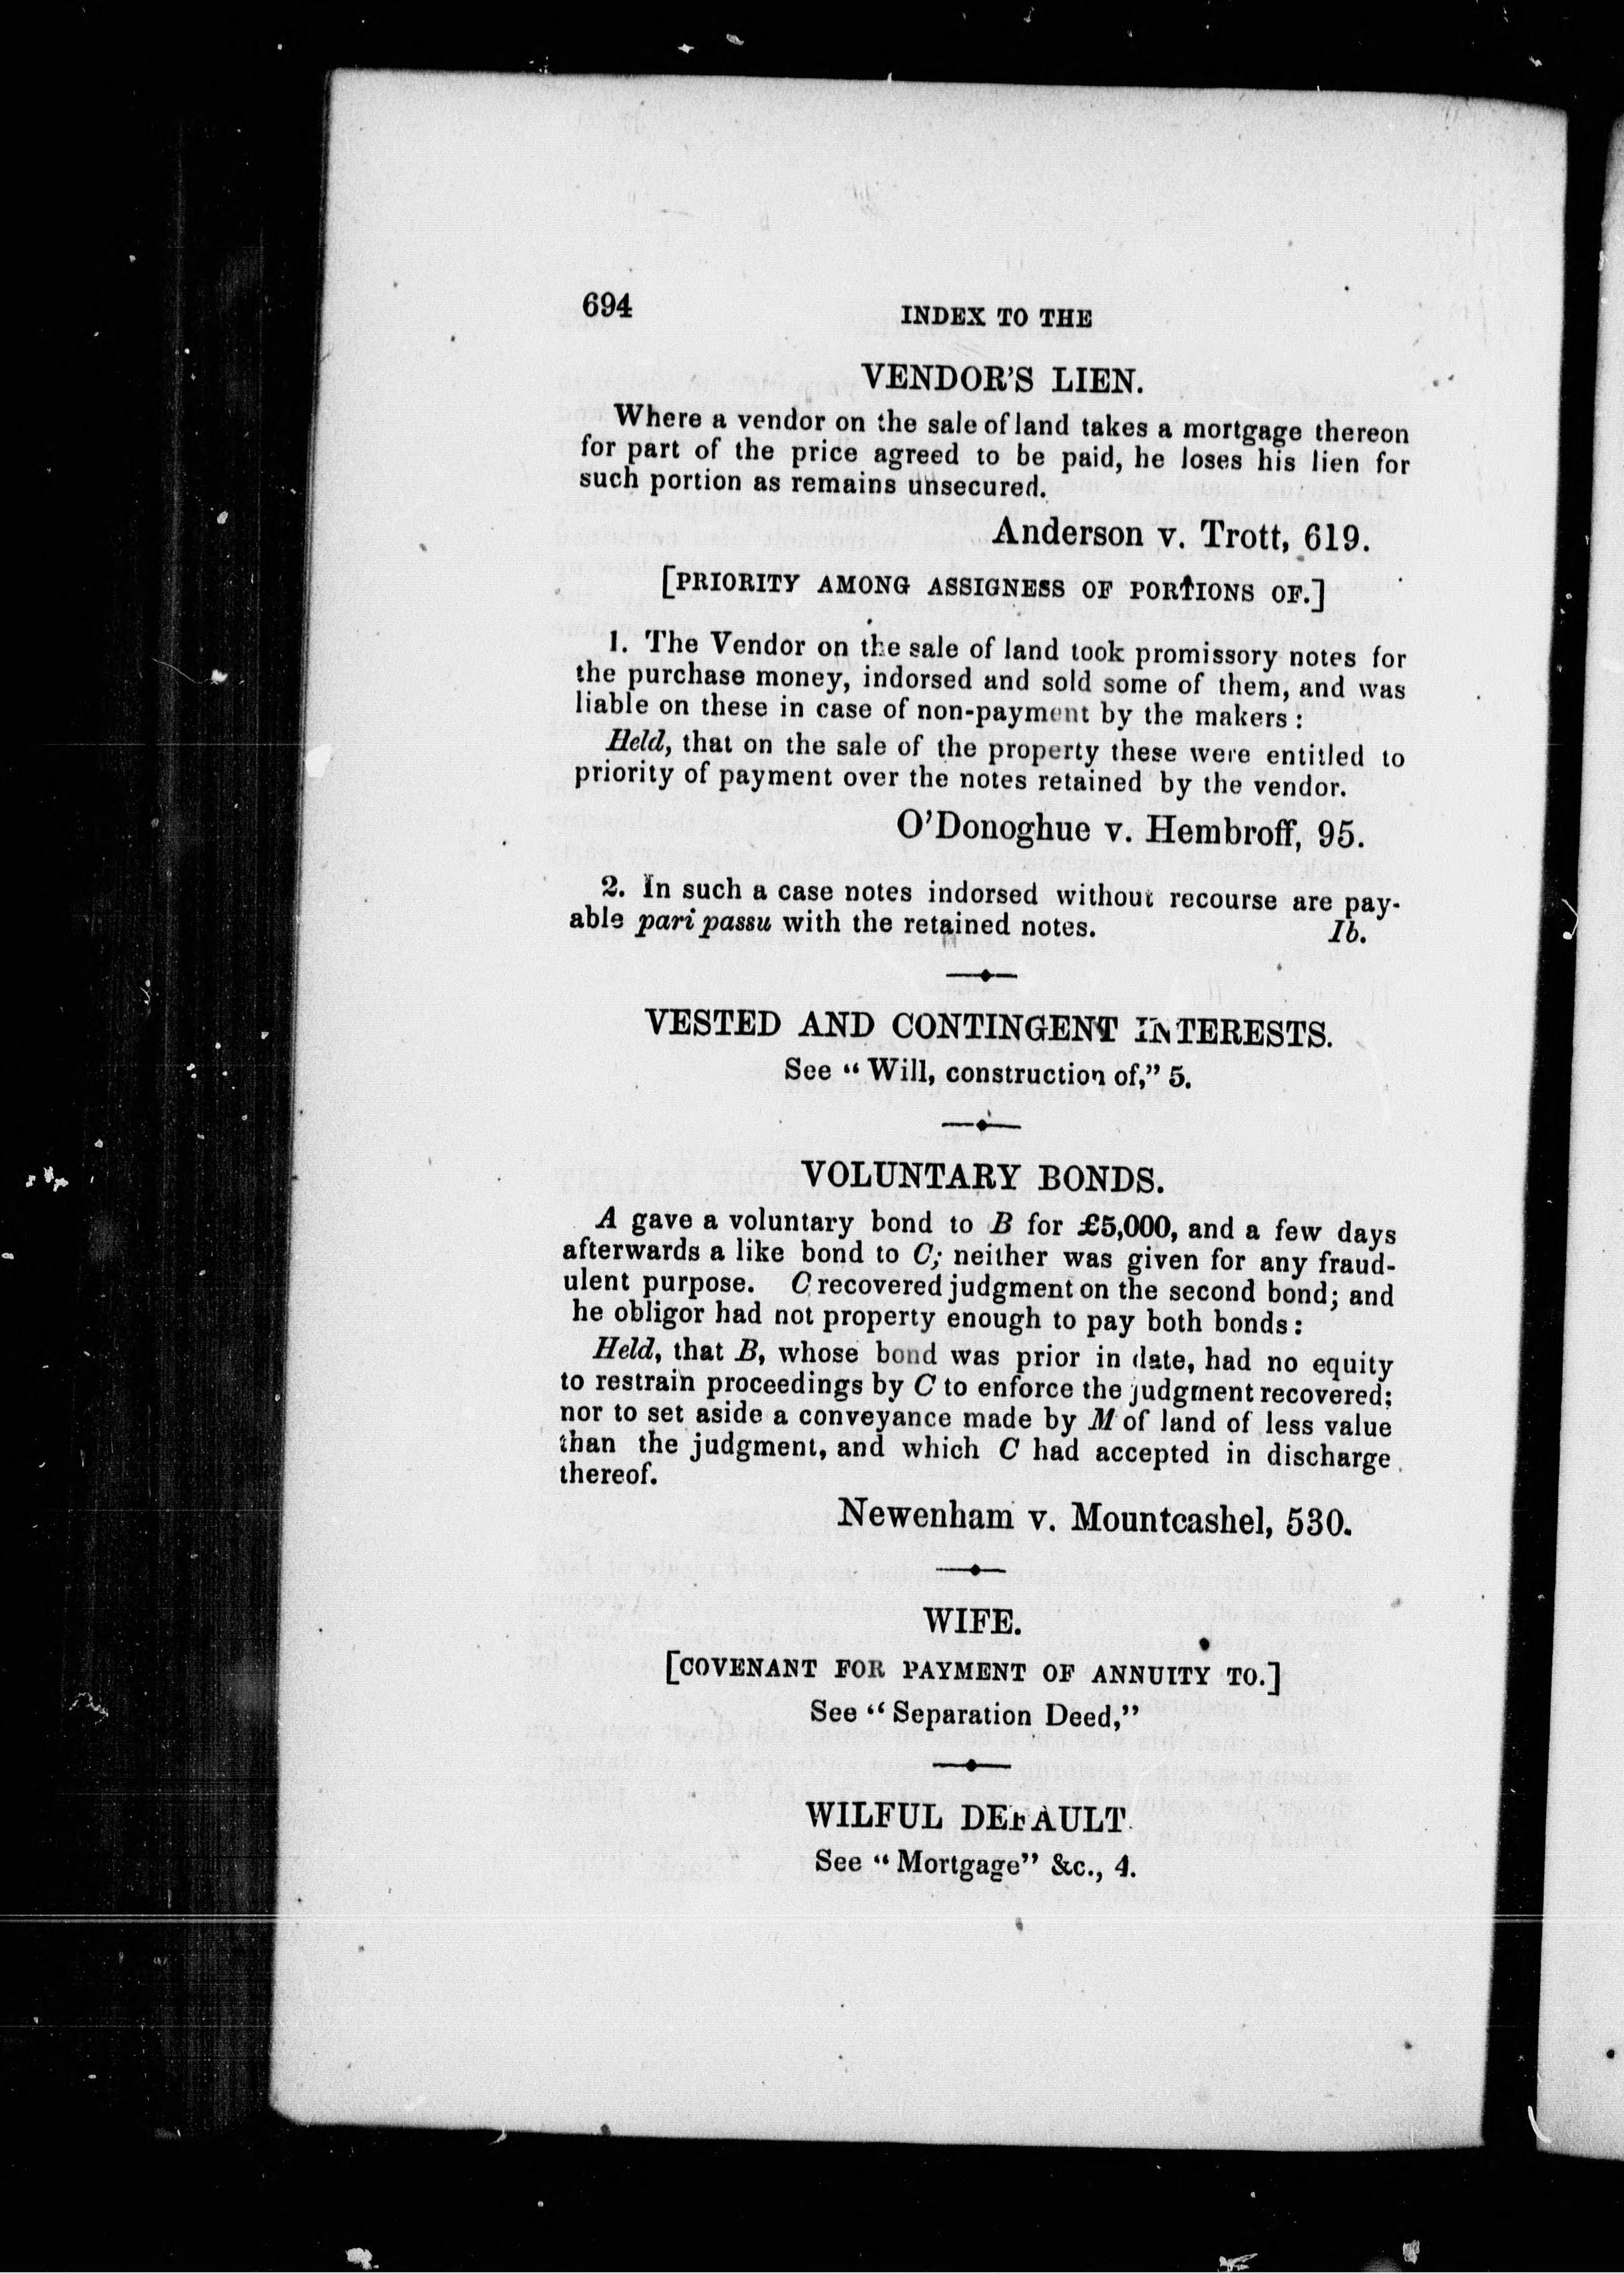 694 INDEX TO THE
VENDOR'S LIEN.
Where a vendor on the sale of land takes a mortgage thereon
for part of the price agreed to be paid, he loses his lien for
such portion as remains unsecured.
Anderson v. Trott, 619.
[PRIORITY AMONG ASSIGNESS OF PORTIONS OF.]
1. The Vendor on the sale of land took promissory notes for
the purchase money, indorsed and sold some of them, and was
liable on these in case of non-payment by the makers :
Held, that on the sale of the property these were entitled to
priority of payment over the notes retained by the vendor.
O'Donoghue v. Hembroff, 95.
2. In such a case notes indorsed without recourse are pay-
able pari passu with the retained notes. Ib.
VESTED AND CONTINGENT INTERESTS.
See “ Will, construction of,” 5.
VOLUNTARY BONDS.
A gave a voluntary bond to B for £5,000, and a few days
afterwards a like bond to C; neither was given for any fraud-
ulent purpose. C recovered judgment on the second bond; and
he obligor had not property enough to pay both bonds :
Held, that B, whose bond was prior in date, had no equity
to restrain proceedings by C to enforce the judgment recovered;
nor to set aside a conveyance made by M of land of less value
than the judgment, and which C had accepted in discharge
thereof.
Newenham v. Mountcashel, 530.
WIFE.
[COVENANT FOR PAYMENT OF ANNUITY TO.]
See “ Separation Deed,”
WILFUL DEFAULT.
See “ Mortgage” &c., 4.